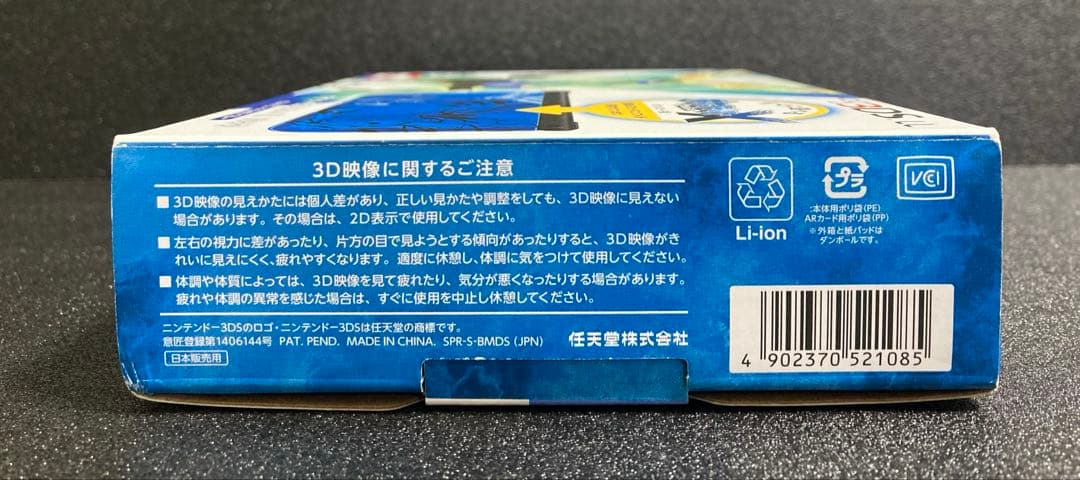 3D映像に関するご注意
■ 3D映像の見えかたには個人差があり、正しい見かたや調整をしても、3D映像に見えない
場合があります。その場合は、2D表示で使用してください。
■ 左右の視力に差があったり、片方の目で見ようとする傾向があったりすると、3D映像がき
れいに見えにくく、疲れやすくなります。適度に休憩し、体調に気をつけて使用してください。
■ 体調や体質によっては、3D映像を見て疲れたり、気分が悪くなったりする場合があります。
疲れや体調の異常を感じた場合は、すぐに使用を中止し休憩してください。
ニンテンドー3DSのロゴ・ニンテンドー3DSは任天堂の商標です。
意匠登録第1406144号 PAT. PEND. MADE IN CHINA. SPR-S-BMDS (JPN)
任天堂株式会社
日本販売用
Li-ion
プラ
:本体用ポリ袋(PE)
ARカード用ポリ袋(PP)
※外箱と紙パッドは
ダンボールです。
VCCI
4 902370 521085